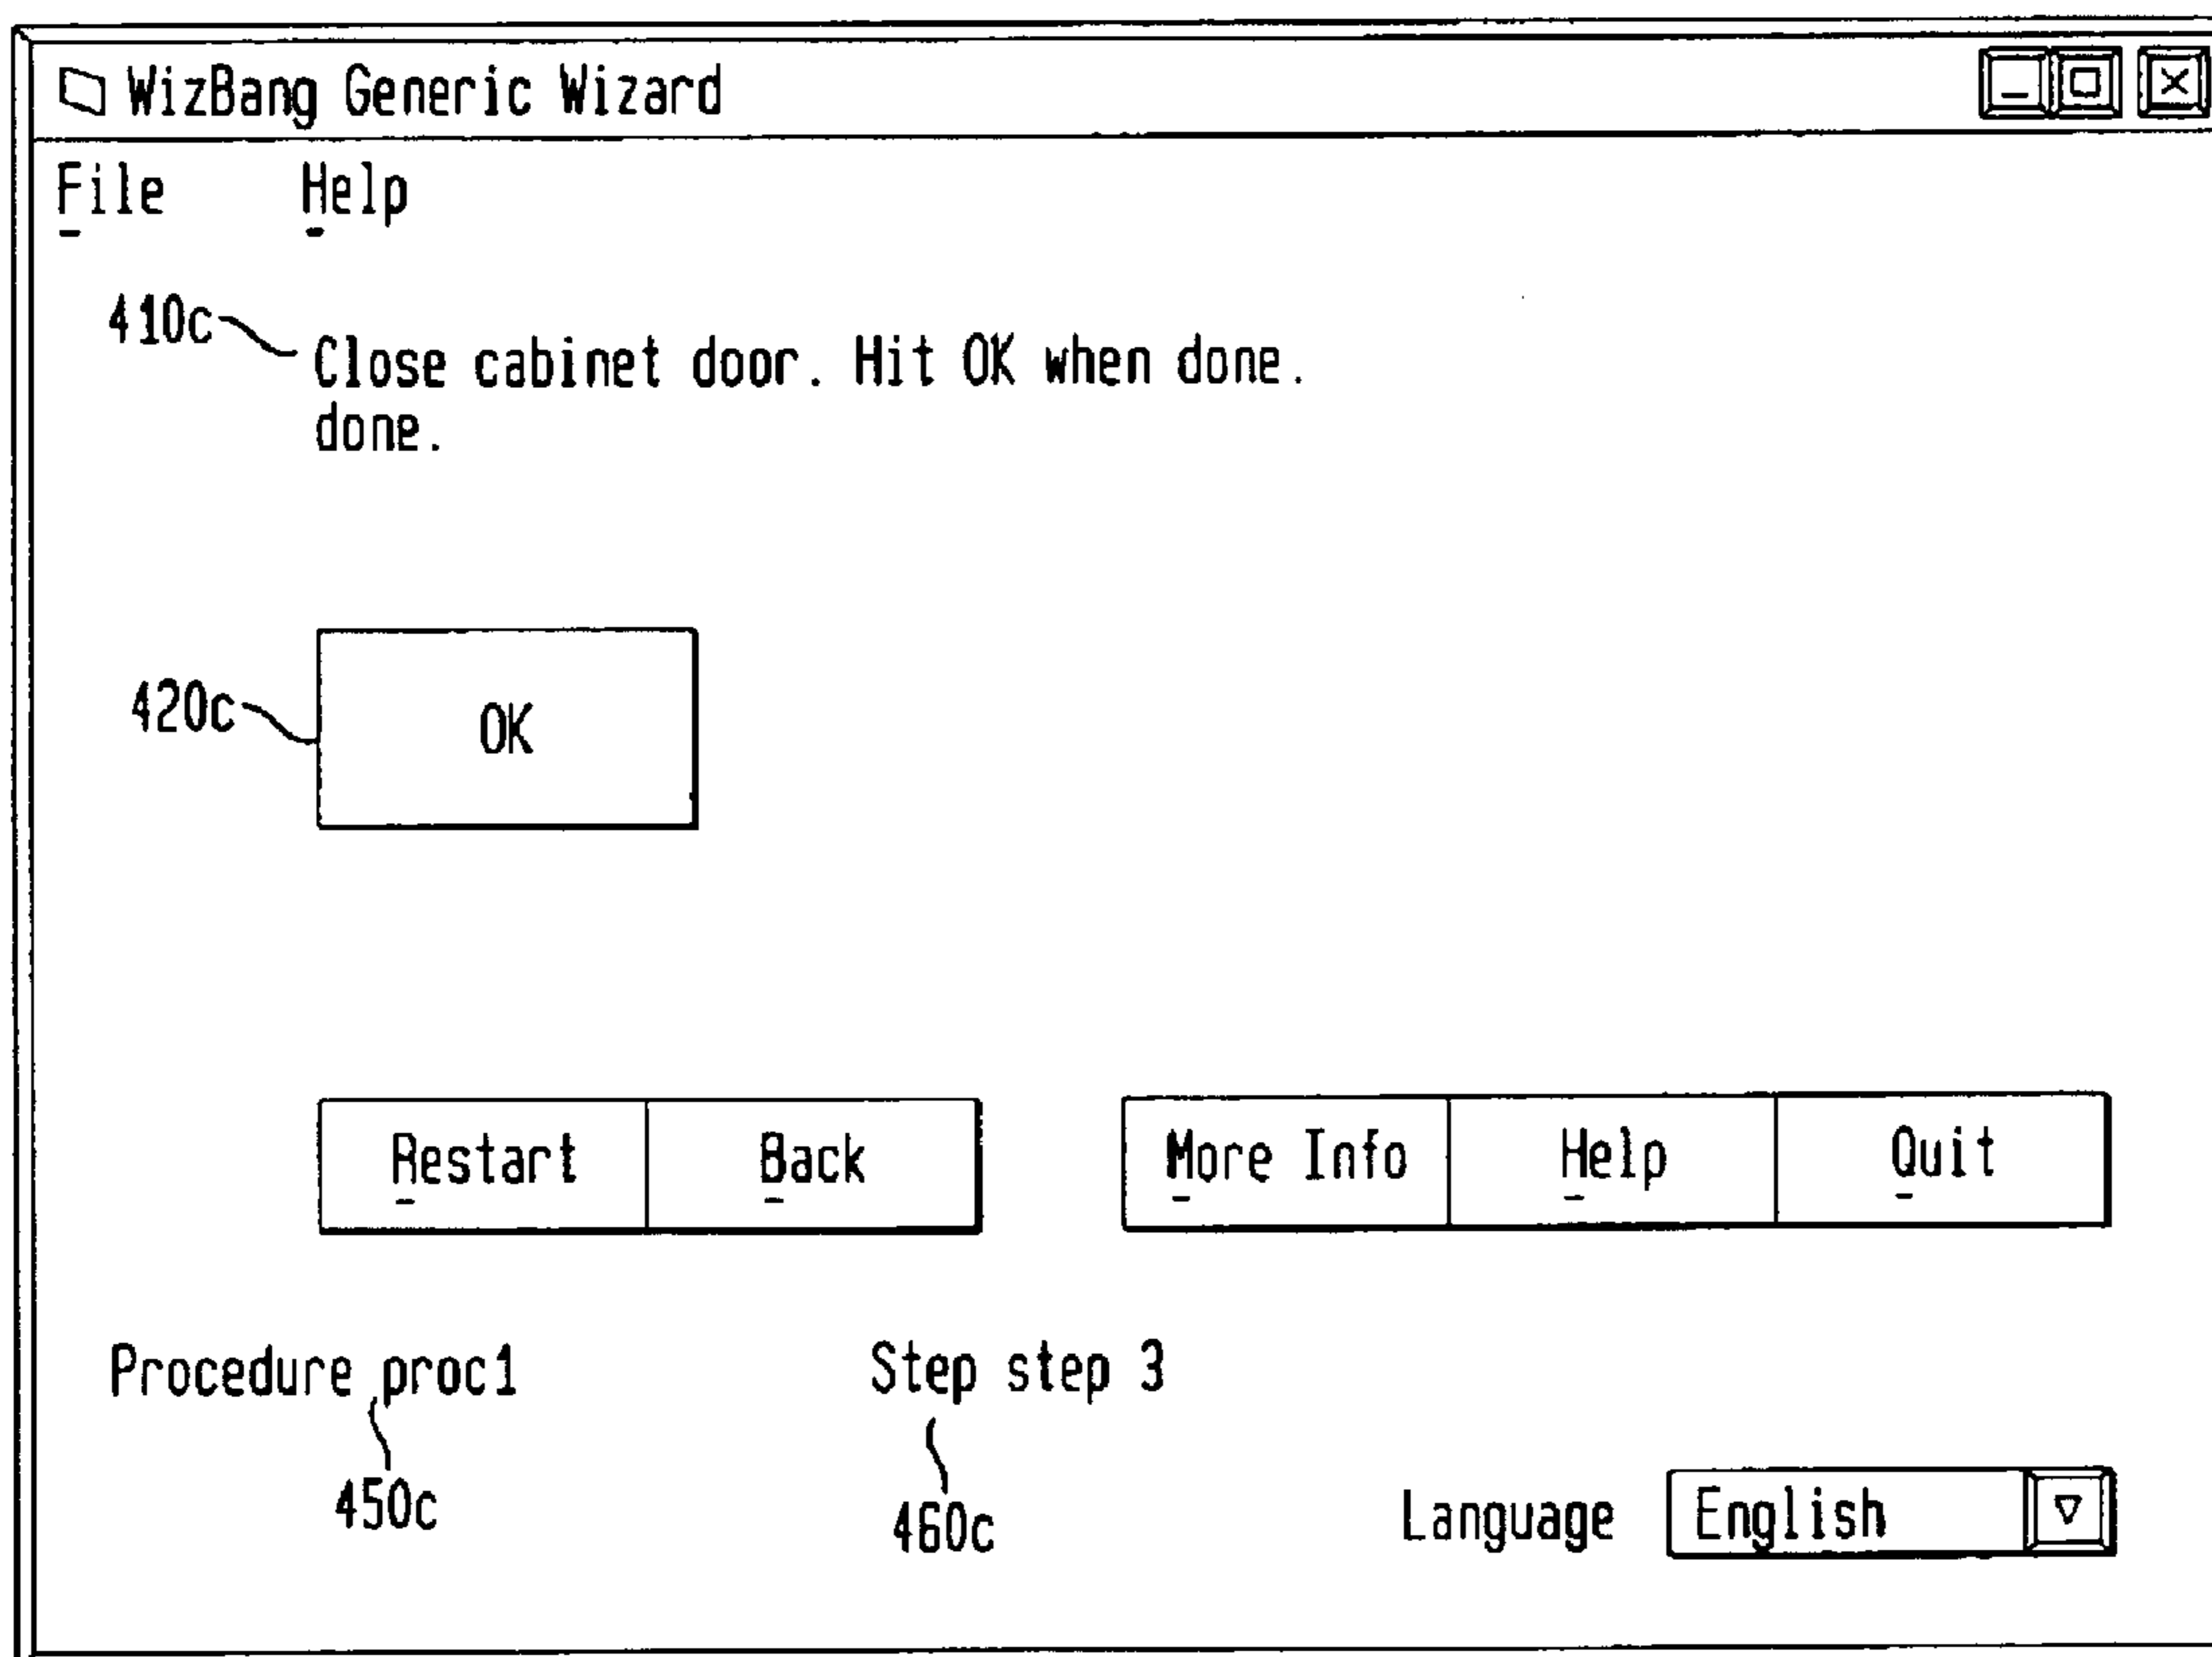 WizBang Generic Wizard
File Help
410c
Close cabinet door. Hit OK when done.
done.
420c
OK
Restart Back More Info Help Quit
Procedure proc1 Step step 3
450c 460c
Language English